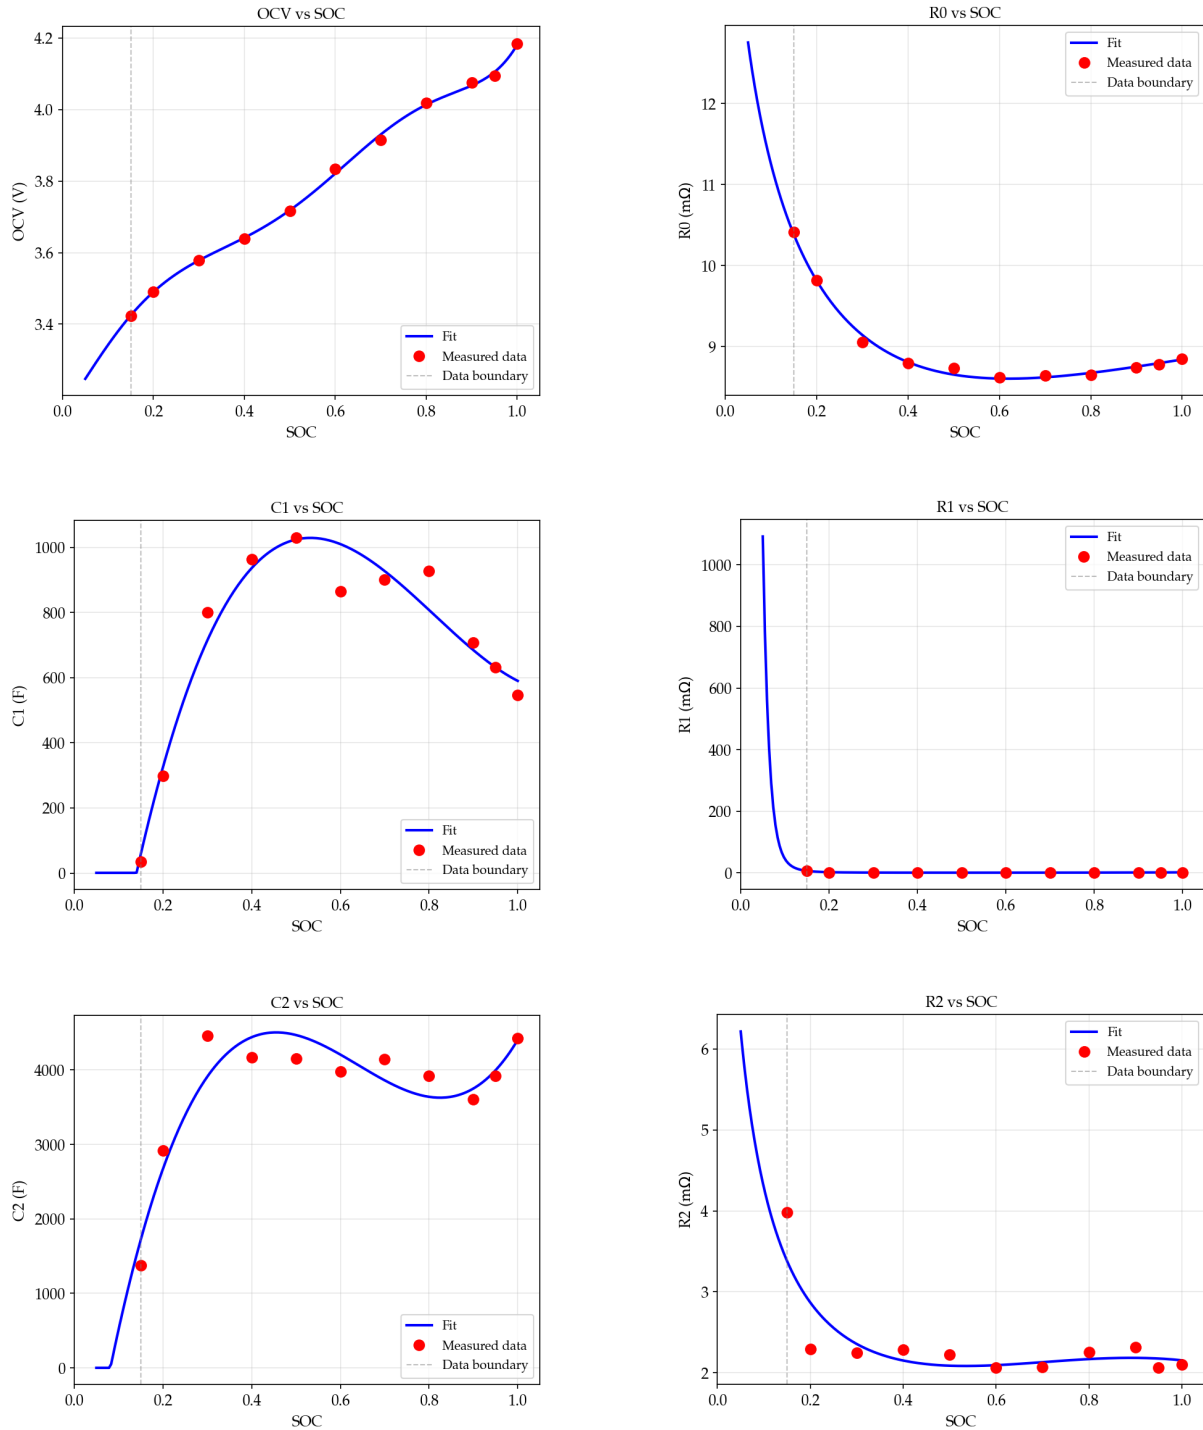 OCV vs SOC
OCV (V)
4.2
4.0
3.8
3.6
3.4
0.0 0.2 0.4 0.6 0.8 1.0
SOC
Fit
Measured data
Data boundary
R0 vs SOC
R0 (mΩ)
12
11
10
9
0.0 0.2 0.4 0.6 0.8 1.0
SOC
Fit
Measured data
Data boundary
C1 vs SOC
C1 (F)
1000
800
600
400
200
0
0.0 0.2 0.4 0.6 0.8 1.0
SOC
Fit
Measured data
Data boundary
R1 vs SOC
R1 (mΩ)
1000
800
600
400
200
0
0.0 0.2 0.4 0.6 0.8 1.0
SOC
Fit
Measured data
Data boundary
C2 vs SOC
C2 (F)
4000
3000
2000
1000
0
0.0 0.2 0.4 0.6 0.8 1.0
SOC
Fit
Measured data
Data boundary
R2 vs SOC
R2 (mΩ)
6
5
4
3
2
0.0 0.2 0.4 0.6 0.8 1.0
SOC
Fit
Measured data
Data boundary